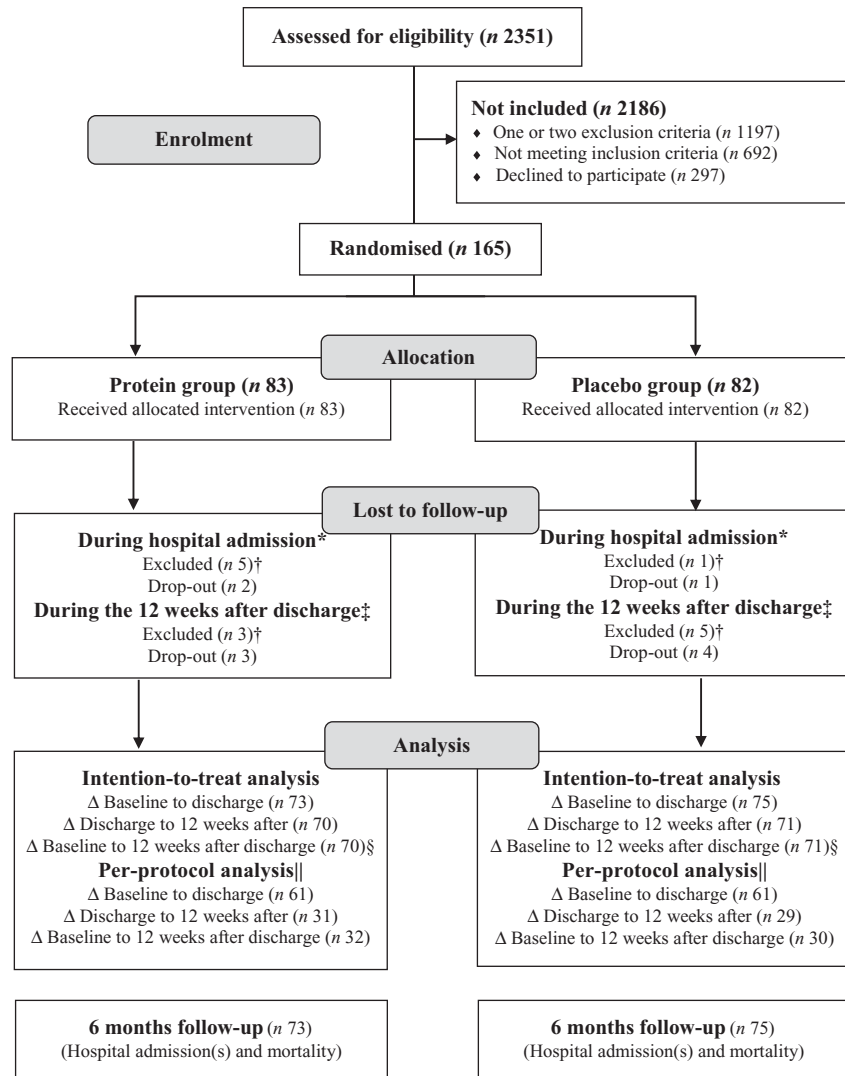 Assessed for eligibility (n 2351)
Enrolment
Not included (n 2186)
♦ One or two exclusion criteria (n 1197)
♦ Not meeting inclusion criteria (n 692)
♦ Declined to participate (n 297)
Randomised (n 165)
Allocation
Protein group (n 83)
Received allocated intervention (n 83)
Placebo group (n 82)
Received allocated intervention (n 82)
Lost to follow-up
During hospital admission*
Excluded (n 5)†
Drop-out (n 2)
During the 12 weeks after discharge‡
Excluded (n 3)†
Drop-out (n 3)
During hospital admission*
Excluded (n 1)†
Drop-out (n 1)
During the 12 weeks after discharge‡
Excluded (n 5)†
Drop-out (n 4)
Analysis
Intention-to-treat analysis
Δ Baseline to discharge (n 73)
Δ Discharge to 12 weeks after (n 70)
Δ Baseline to 12 weeks after discharge (n 70)§
Per-protocol analysis||
Δ Baseline to discharge (n 61)
Δ Discharge to 12 weeks after (n 31)
Δ Baseline to 12 weeks after discharge (n 32)
Intention-to-treat analysis
Δ Baseline to discharge (n 75)
Δ Discharge to 12 weeks after (n 71)
Δ Baseline to 12 weeks after discharge (n 71)§
Per-protocol analysis||
Δ Baseline to discharge (n 61)
Δ Discharge to 12 weeks after (n 29)
Δ Baseline to 12 weeks after discharge (n 30)
6 months follow-up (n 73)
(Hospital admission(s) and mortality)
6 months follow-up (n 75)
(Hospital admission(s) and mortality)